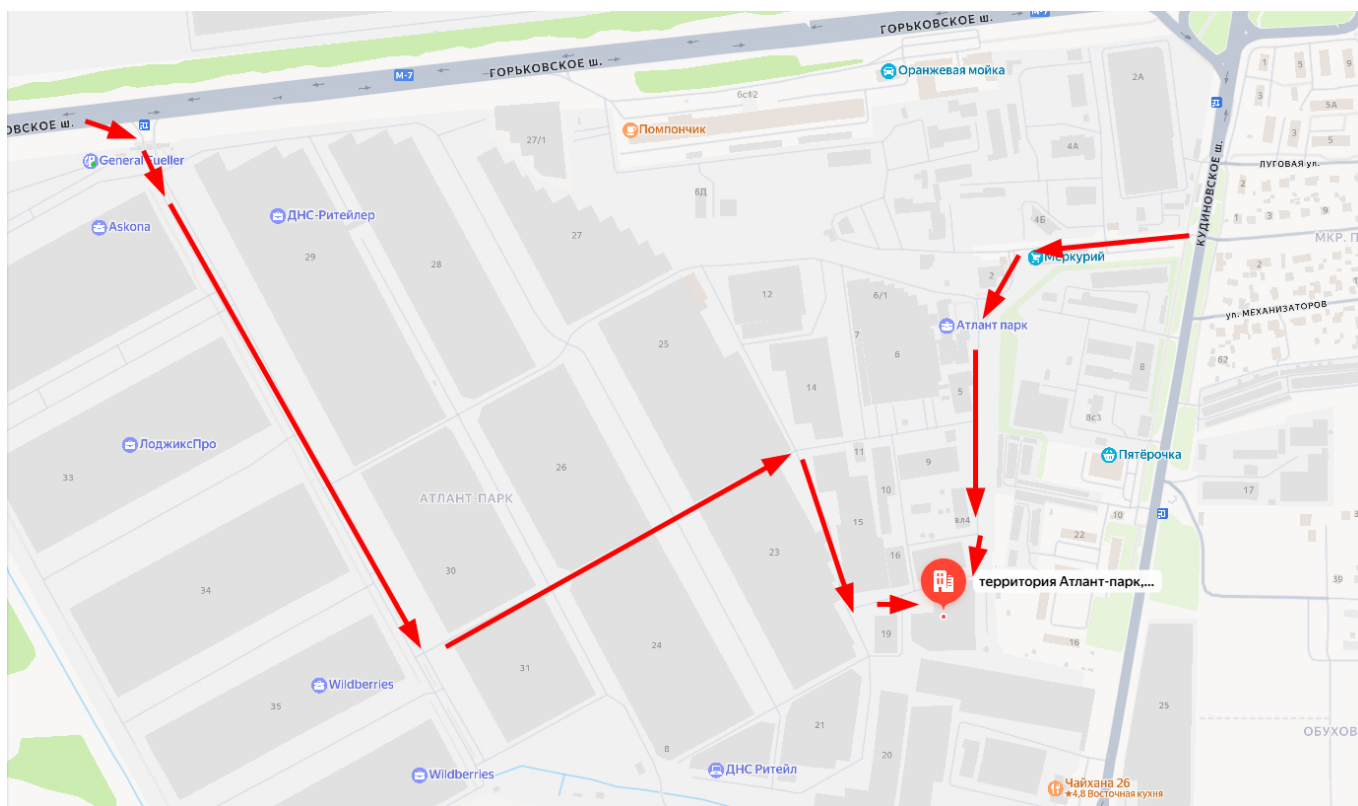 М-7
ГОРЬКОВСКОЕ ш.
Оранжевая мойка
2А
1
5
9
М-7
ГОРЬКОВСКОЕ ш.
6с12
3
5А
ОВСКОЕ ш.
27/1
Помпончик
3
5
General Fueller
4А
ЛУГОВАЯ ул.
6Д
2
Askona
ДНС-Ритейлер
27
4Б
КУДИНОВСКОЕ ш.
1
3
9
МКР. П
29
28
Меркурий
2
2
12
6/1
ул. МЕХАНИЗАТОРОВ
Атлант парк
7
25
6
62
8
14
5
8с3
ЛоджиксПро
11
Пятёрочка
33
26
9
АТЛАНТ-ПАРК
10
17
15
вл4
10
22
23
16
30
территория Атлант-парк,...
39
34
19
16
24
31
Wildberries
35
25
21
8
20
ОБУХОВ
ДНС Ритейл
Wildberries
Чайхана 26
★4,8 Восточная кухня